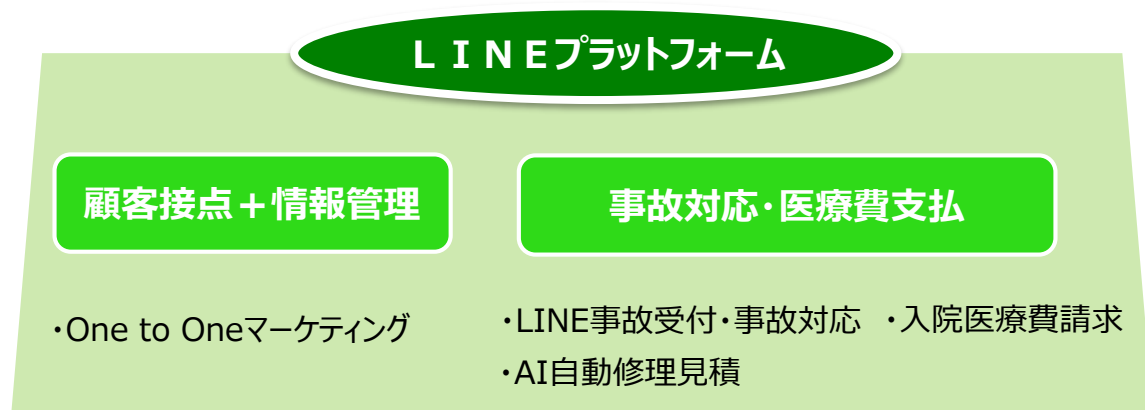 ＬＩＮＥプラットフォーム
顧客接点＋情報管理
・One to Oneマーケティング
事故対応・医療費支払
・LINE事故受付・事故対応　・入院医療費請求
・AI自動修理見積